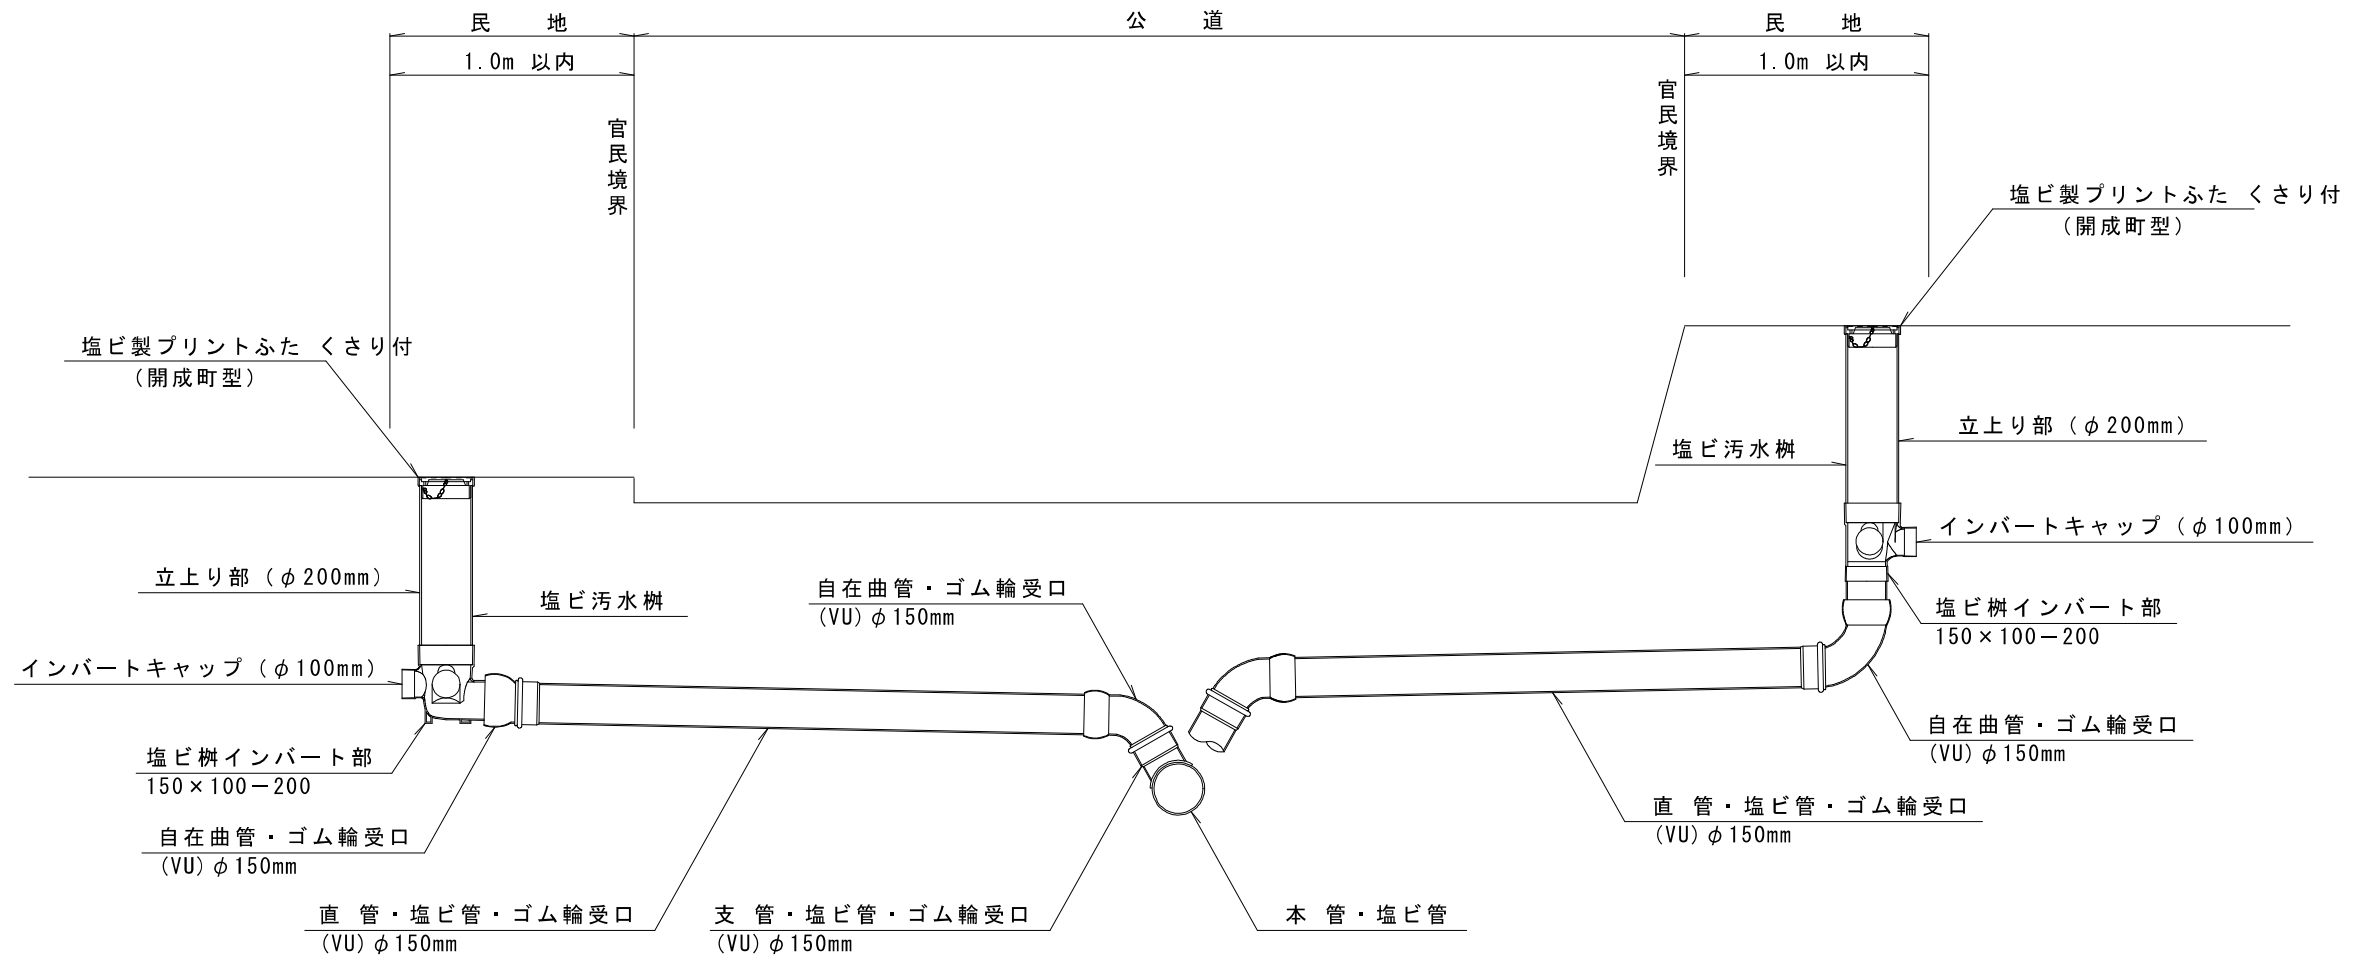 民　地
公　道
民　地
1.0m 以内
1.0m 以内
官民境界
官民境界
塩ビ製プリントふた くさり付
（開成町型）
塩ビ製プリントふた くさり付
（開成町型）
立上り部（φ200mm）
塩ビ汚水桝
インバートキャップ（φ100mm）
立上り部（φ200mm）
塩ビ汚水桝
自在曲管・ゴム輪受口
(VU)φ150mm
塩ビ桝インバート部
150×100－200
インバートキャップ（φ100mm）
自在曲管・ゴム輪受口
(VU)φ150mm
塩ビ桝インバート部
150×100－200
直 管・塩ビ管・ゴム輪受口
(VU)φ150mm
自在曲管・ゴム輪受口
(VU)φ150mm
直 管・塩ビ管・ゴム輪受口
(VU)φ150mm
支 管・塩ビ管・ゴム輪受口
(VU)φ150mm
本 管・塩ビ管